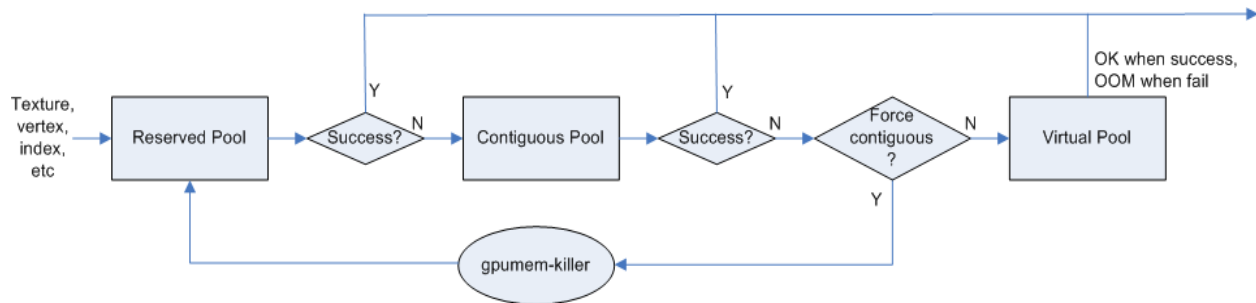 OK when success,
OOM when fail
Texture,
vertex,
index,
etc
Reserved Pool
Y
Success?
N
Contiguous Pool
Y
Success?
N
Force
contiguous
?
N
Y
Virtual Pool
gpumem-killer